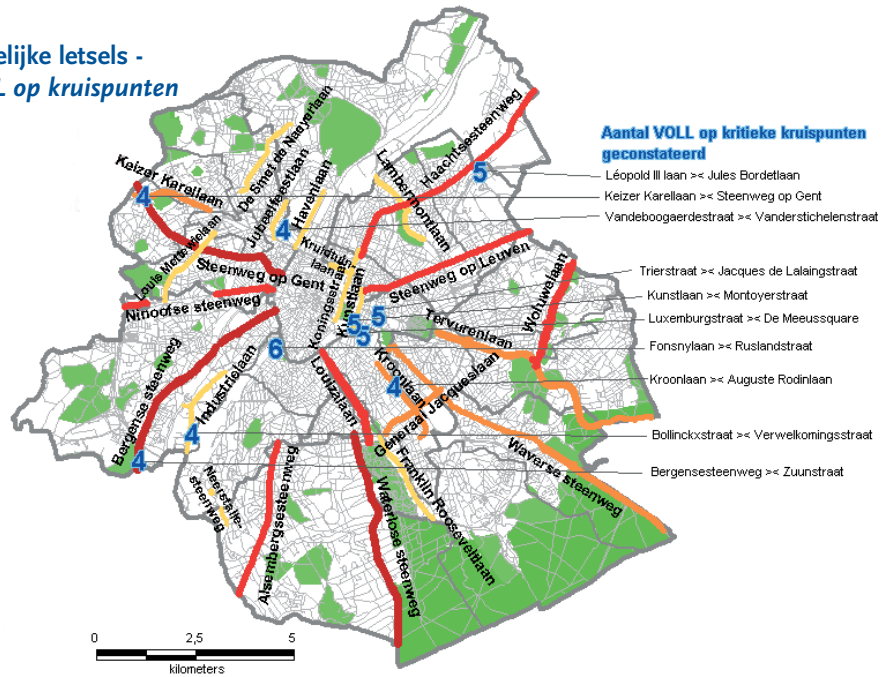 elijke letsels -
L op kruispunten
Aantal VOLL op kritieke kruispunten
geconstateerd
Léopold III laan >< Jules Bordetlaan
Keizer Karellaan >< Steenweg op Gent
Vandeboogaerdestraat >< Vanderstichelenstraat
Trierstraat >< Jacques de Lalaingstraat
Kunstlaan >< Montoyerstraat
Luxemburgstraat >< De Meeussquare
Fonsnylaan >< Ruslandstraat
Kroonlaan >< Auguste Rodinlaan
Bollinckxstraat >< Verwelkomingsstraat
Bergensesteenweg >< Zuunstraat
De Smet de Naeyerlaan
Keizer Karellaan
Jubelfeestlaan
Havenlaan
Lambermontlaan
Haachtsesteenweg
5
4
4
Louis Mettewielaan
Steenweg op Gent
Kruidtuin-
laan
Koningsstraat
Kunstlaan
Steenweg op Leuven
Ninoofse steenweg
Woluwelaan
Tervurenlaan
5
5
5
6
Bergense steenweg
Industrielaan
Louizalaan
Kroonlaan
4
Generaal Jacqueslaan
4
4
Neerstalle-
steenweg
Alsembergsesteenweg
Waterlose steenweg
Franklin Rooseveltlaan
Waverse steenweg
0 2,5 5
kilometers